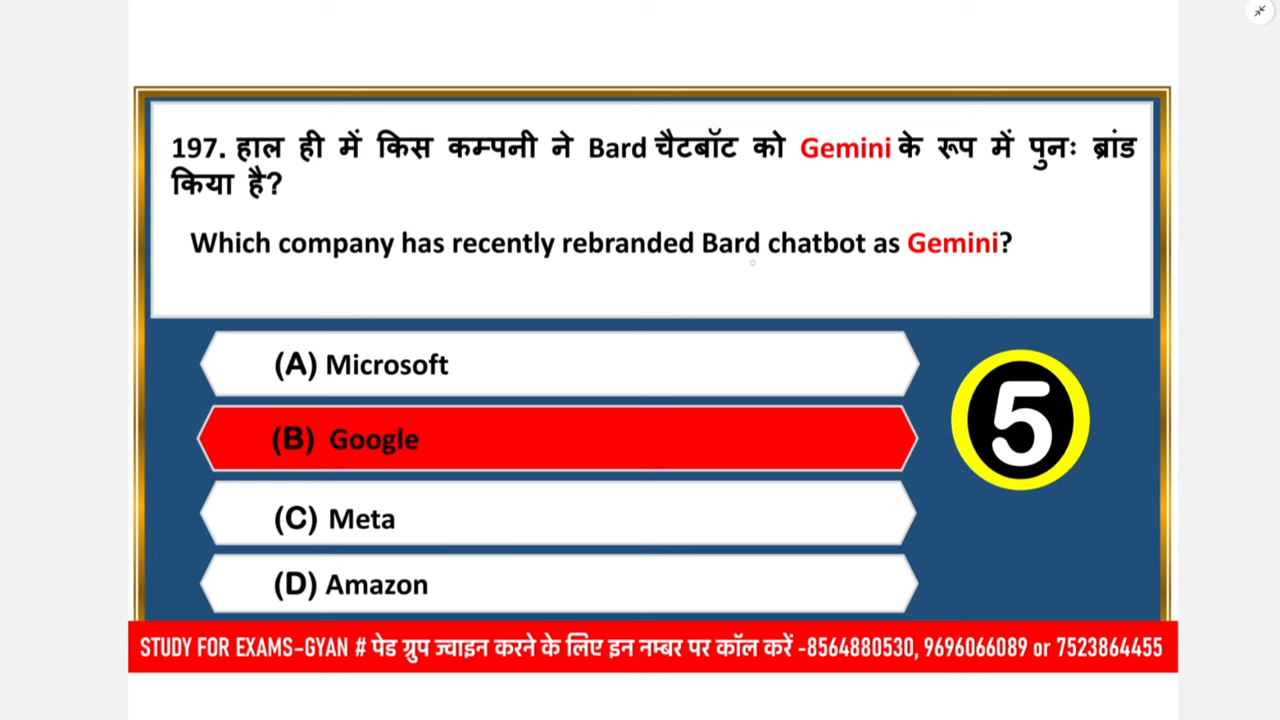 197. हाल ही में किस कम्पनी ने Bard चैटबॉट को Gemini के रूप में पुनः ब्रांड
किया है?
Which company has recently rebranded Bard chatbot as Gemini?
(A) Microsoft
(B) Google
5
(C) Meta
(D) Amazon
STUDY FOR EXAMS-GYAN # पेड ग्रुप ज्वाइन करने के लिए इन नम्बर पर कॉल करें -8564880530, 9696066089 or 7523864455